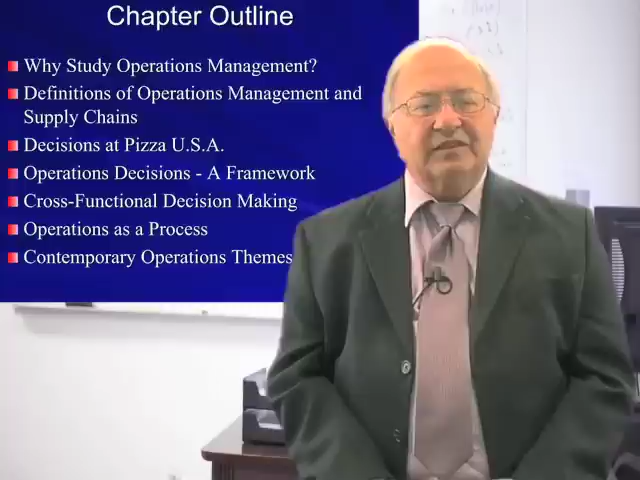 Chapter Outline
Why Study Operations Management?
Definitions of Operations Management and
Supply Chains
Decisions at Pizza U.S.A.
Operations Decisions - A Framework
Cross-Functional Decision Making
Operations as a Process
Contemporary Operations Themes